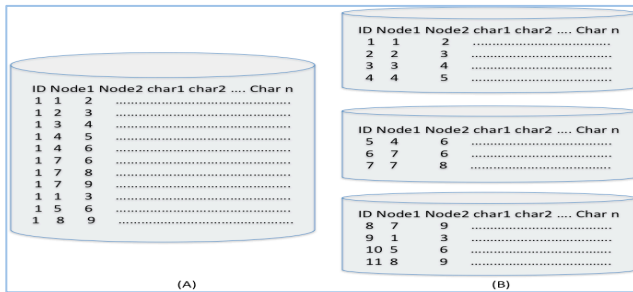 ID Node1 Node2 char1 char2 .... Char n
1 1 2 ................................................
1 2 3 ................................................
1 3 4 ................................................
1 4 5 ................................................
1 4 6 ................................................
1 7 6 ................................................
1 7 8 ................................................
1 7 9 ................................................
1 1 3 ................................................
1 5 6 ................................................
1 8 9 ................................................
(A)
ID Node1 Node2 char1 char2 .... Char n
1 1 2 ......................................
2 2 3 ......................................
3 3 4 ......................................
4 4 5 ......................................
ID Node1 Node2 char1 char2 .... Char n
5 4 6 ......................................
6 7 6 ......................................
7 7 8 ......................................
ID Node1 Node2 char1 char2 .... Char n
8 7 9 ......................................
9 1 3 ......................................
10 5 6 ......................................
11 8 9 ......................................
(B)